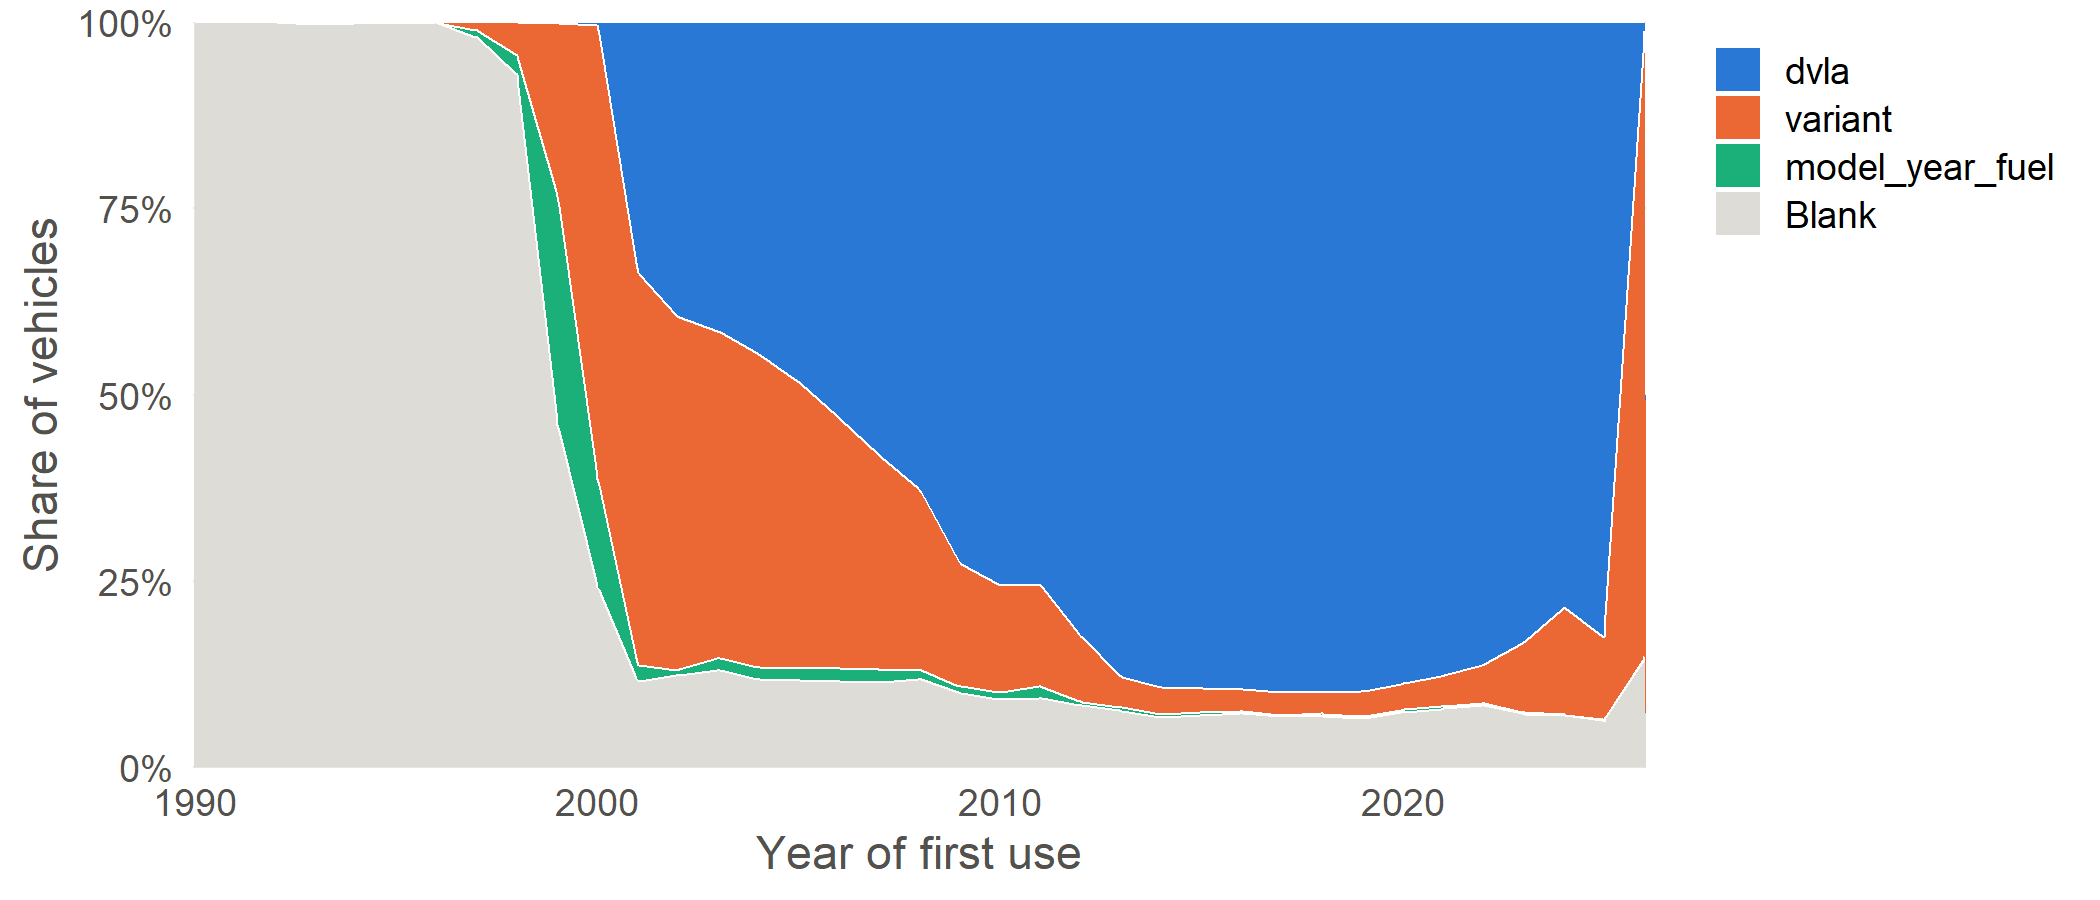 100%
75%
50%
25%
0%
Share of vehicles
1990
2000
2010
2020
Year of first use
dvla
variant
model_year_fuel
Blank